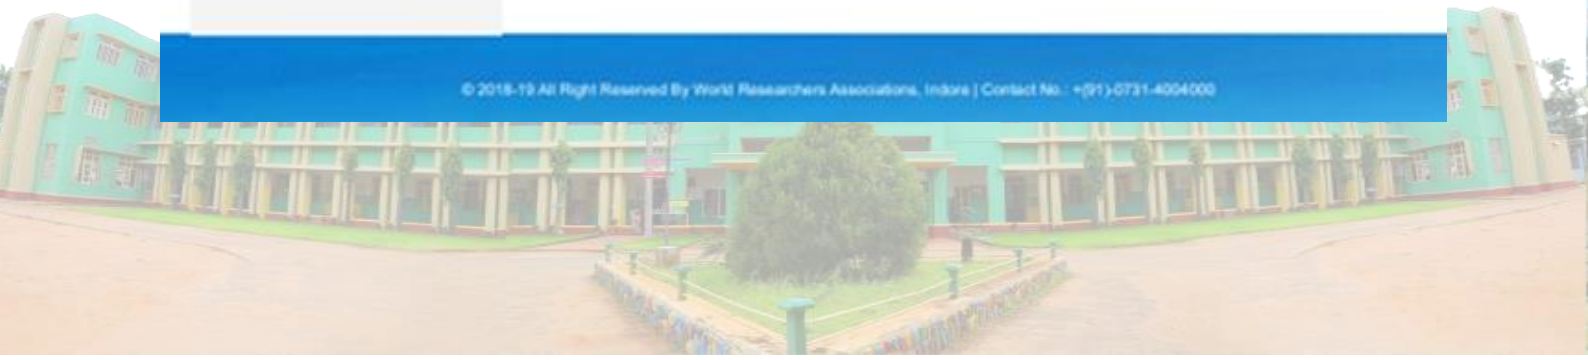 © 2018-19 All Right Reserved By World Researchers Associations, Indore | Contact No.: +(91)-0731-4004000